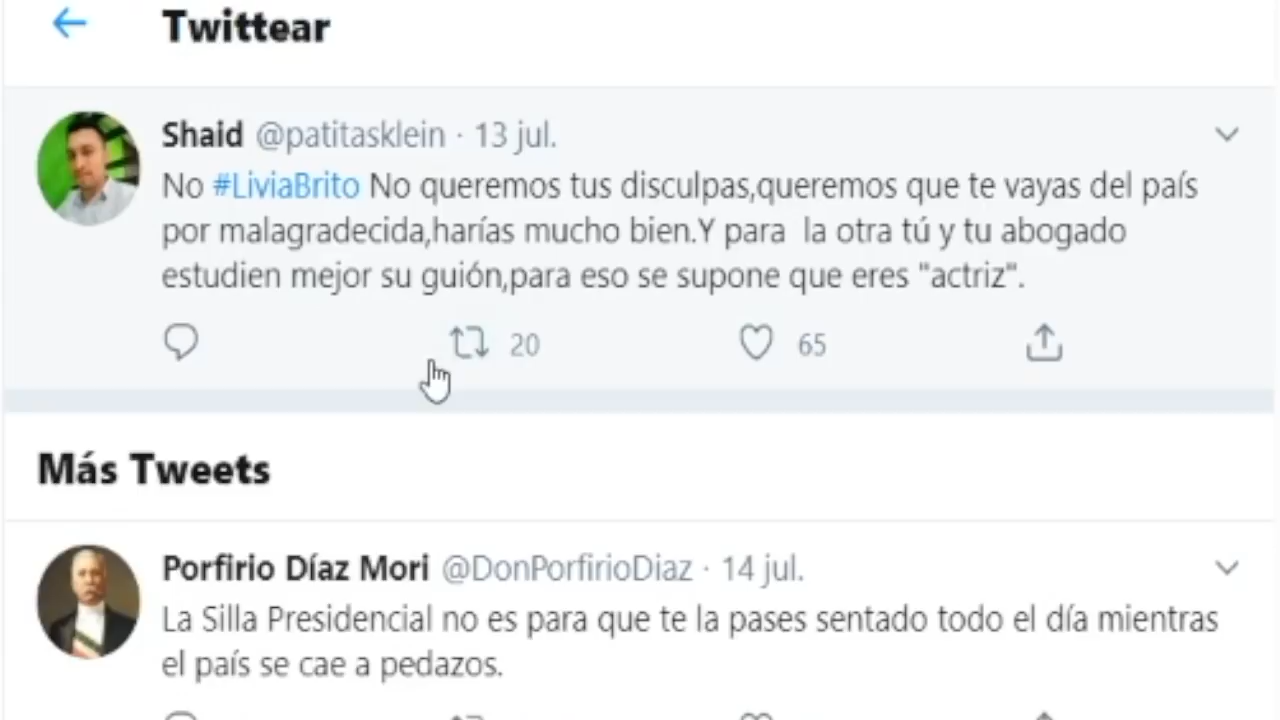 Twittear
Shaid @patitasklein · 13 jul.
No #LiviaBrito No queremos tus disculpas,queremos que te vayas del país
por malagradecida,harías mucho bien.Y para  la otra tú y tu abogado
estudien mejor su guión,para eso se supone que eres "actriz".
20 65
Más Tweets
Porfirio Díaz Mori @DonPorfirioDiaz · 14 jul.
La Silla Presidencial no es para que te la pases sentado todo el día mientras
el país se cae a pedazos.